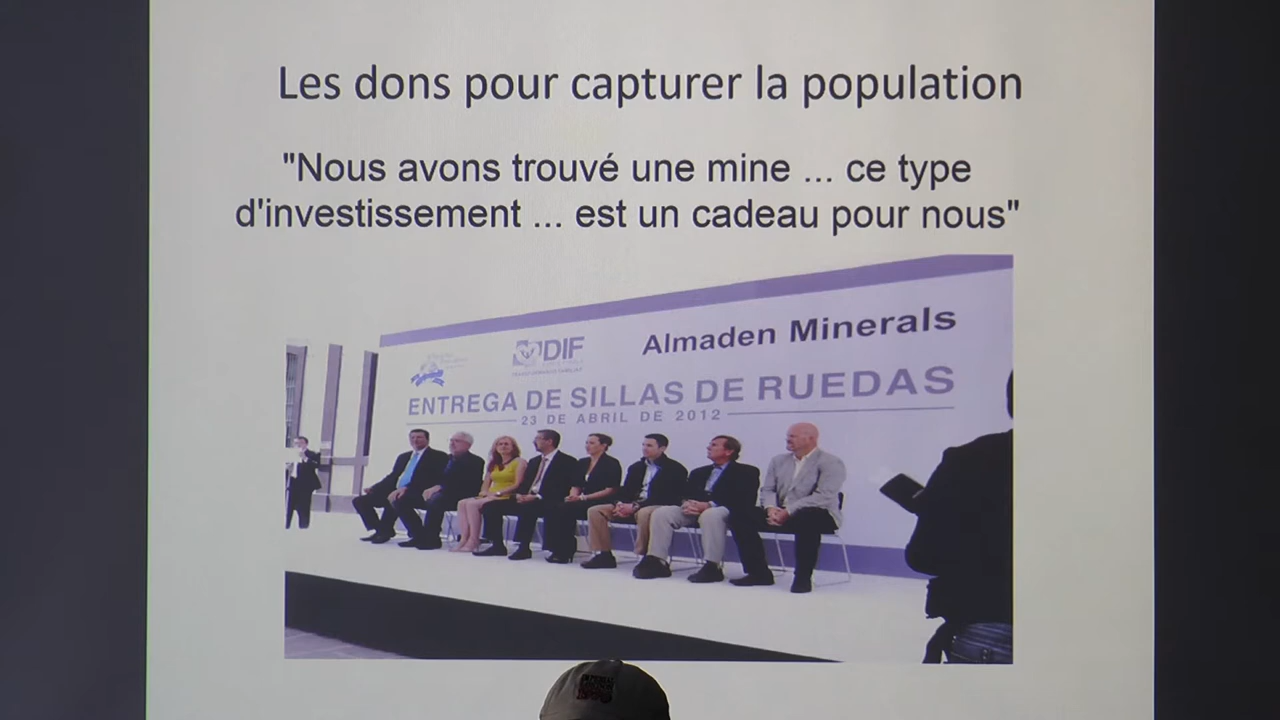 Les dons pour capturer la population
"Nous avons trouvé une mine ... ce type
d'investissement ... est un cadeau pour nous"
DIF
Almaden Minerals
ENTREGA DE SILLAS DE RUEDAS
23 DE ABRIL DE 2012